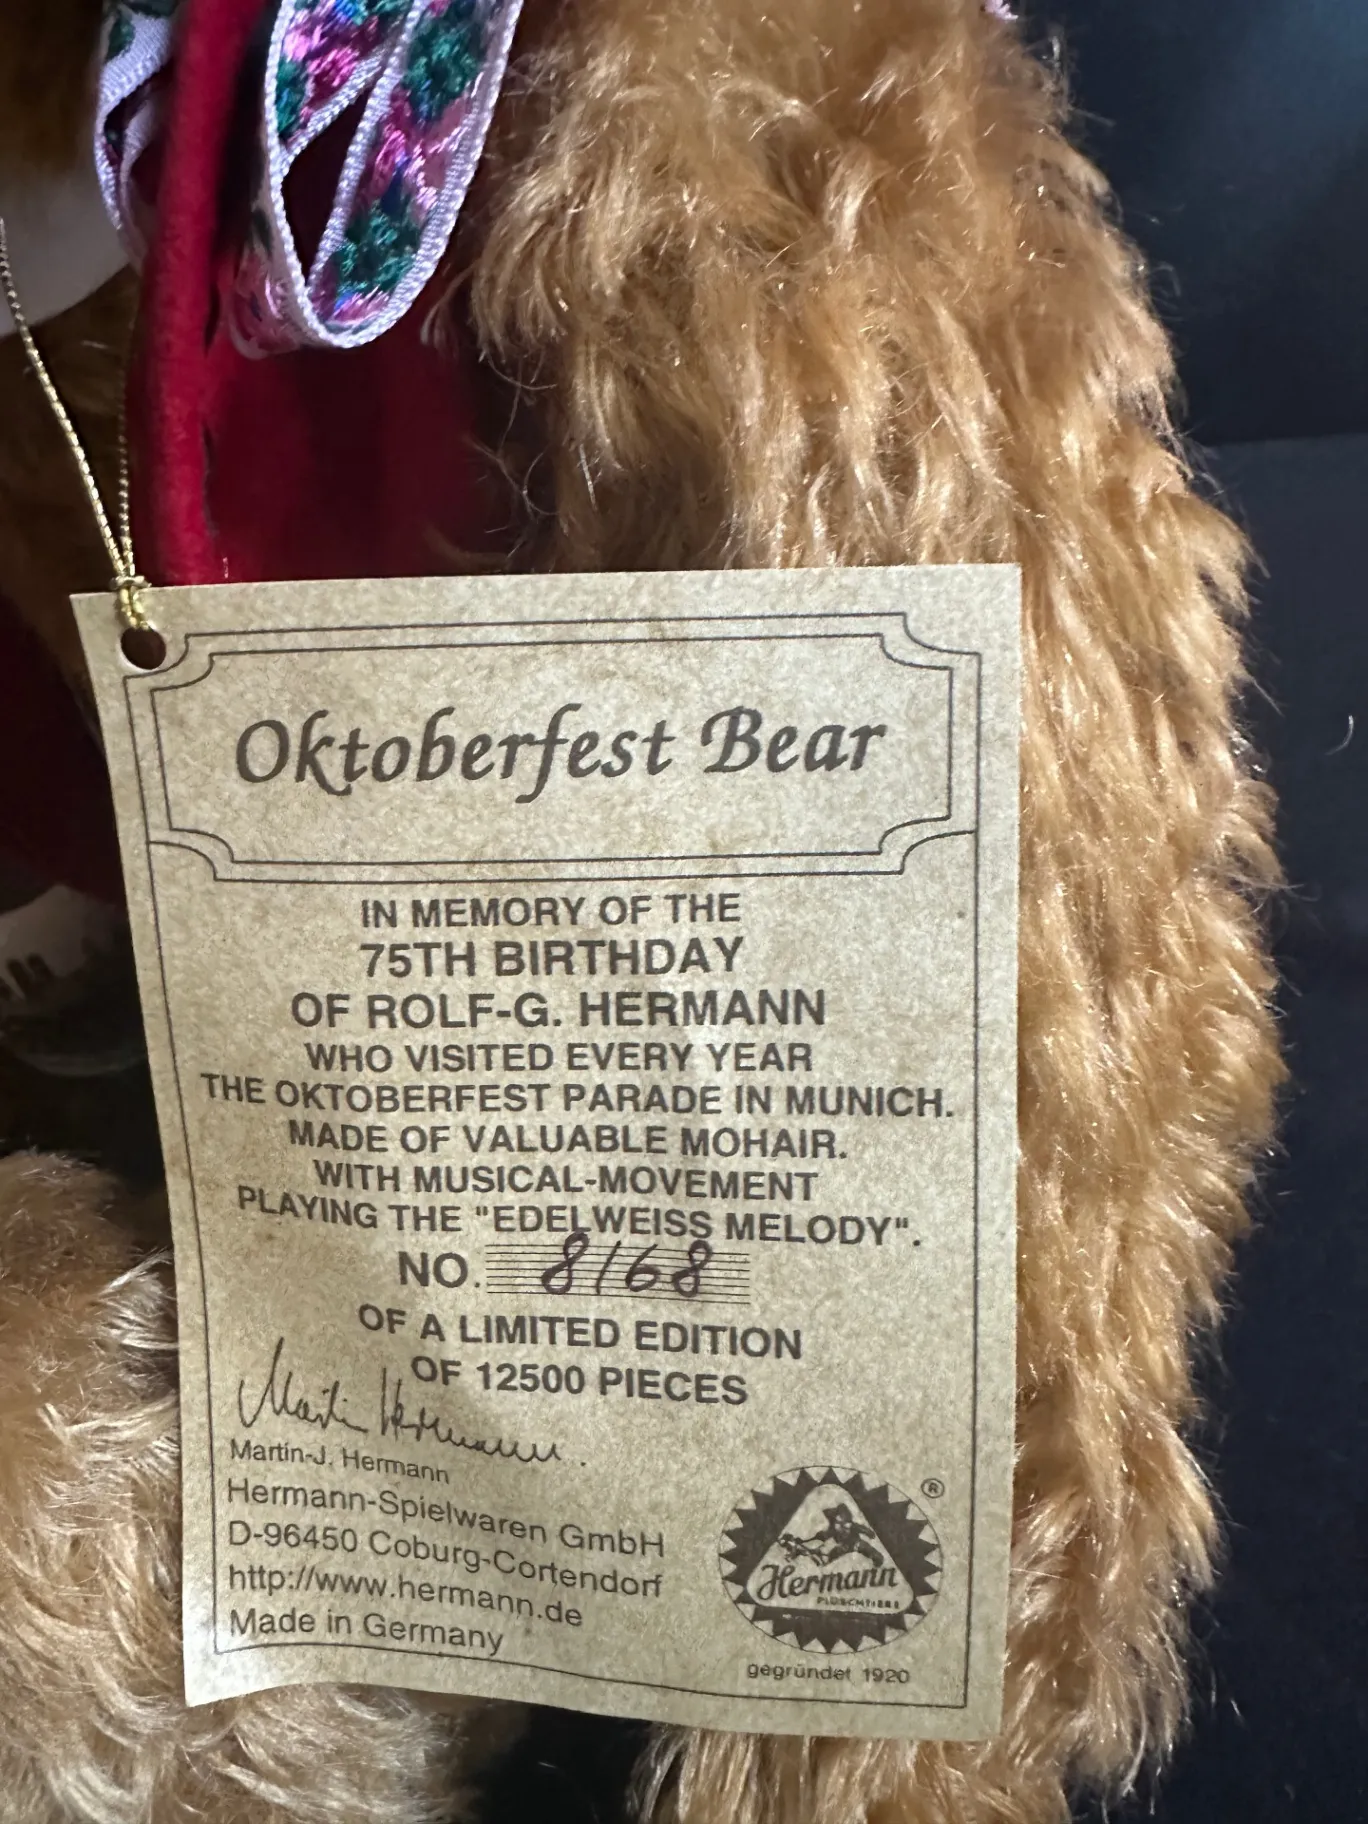 Oktoberfest Bear
IN MEMORY OF THE
75TH BIRTHDAY
OF ROLF-G. HERMANN
WHO VISITED EVERY YEAR
THE OKTOBERFEST PARADE IN MUNICH.
MADE OF VALUABLE MOHAIR.
WITH MUSICAL-MOVEMENT
PLAYING THE "EDELWEISS MELODY".
NO. 8168
OF A LIMITED EDITION
OF 12500 PIECES
Martin Hermann.
Martin-J. Hermann
Hermann-Spielwaren GmbH
D-96450 Coburg-Cortendorf
http://www.hermann.de
Made in Germany
®
Hermann
PLÜSCHTIERE
gegründet 1920